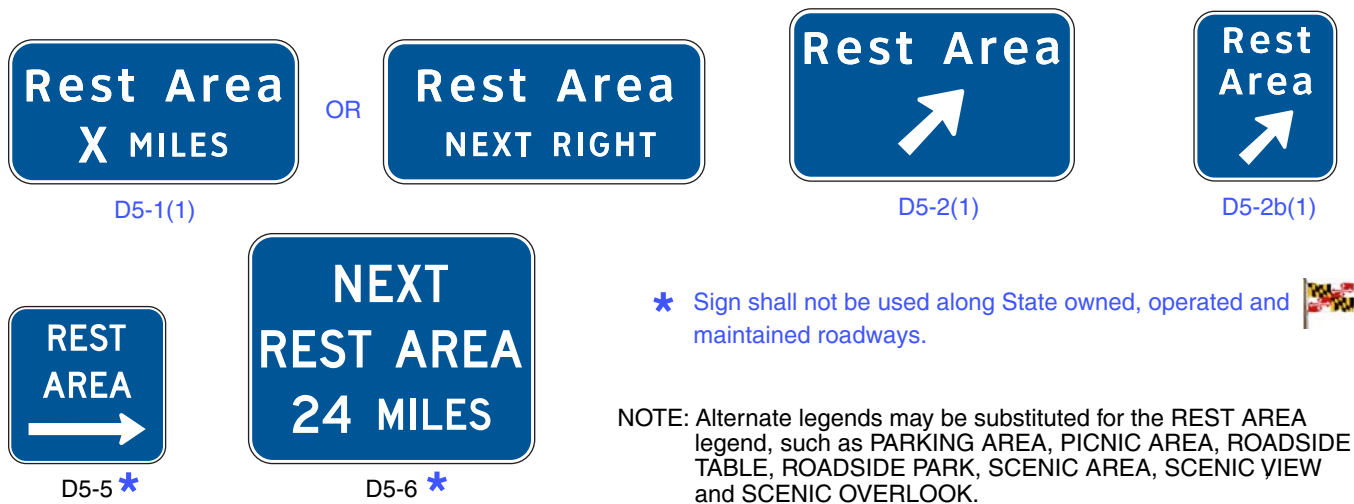 Rest Area
X MILES
OR
Rest Area
NEXT RIGHT
D5-1(1)
Rest Area
D5-2(1)
Rest
Area
D5-2b(1)
REST
AREA
D5-5 *
NEXT
REST AREA
24 MILES
D5-6 *
* Sign shall not be used along State owned, operated and
maintained roadways.
NOTE: Alternate legends may be substituted for the REST AREA
legend, such as PARKING AREA, PICNIC AREA, ROADSIDE
TABLE, ROADSIDE PARK, SCENIC AREA, SCENIC VIEW
and SCENIC OVERLOOK.